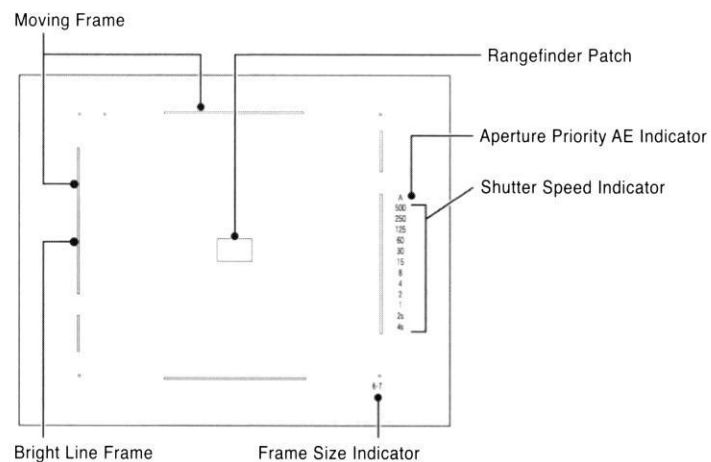 Moving Frame
Rangefinder Patch
Aperture Priority AE Indicator
Shutter Speed Indicator
A
500
250
125
60
30
15
8
4
2
1
2s
4s
6·7
Bright Line Frame
Frame Size Indicator